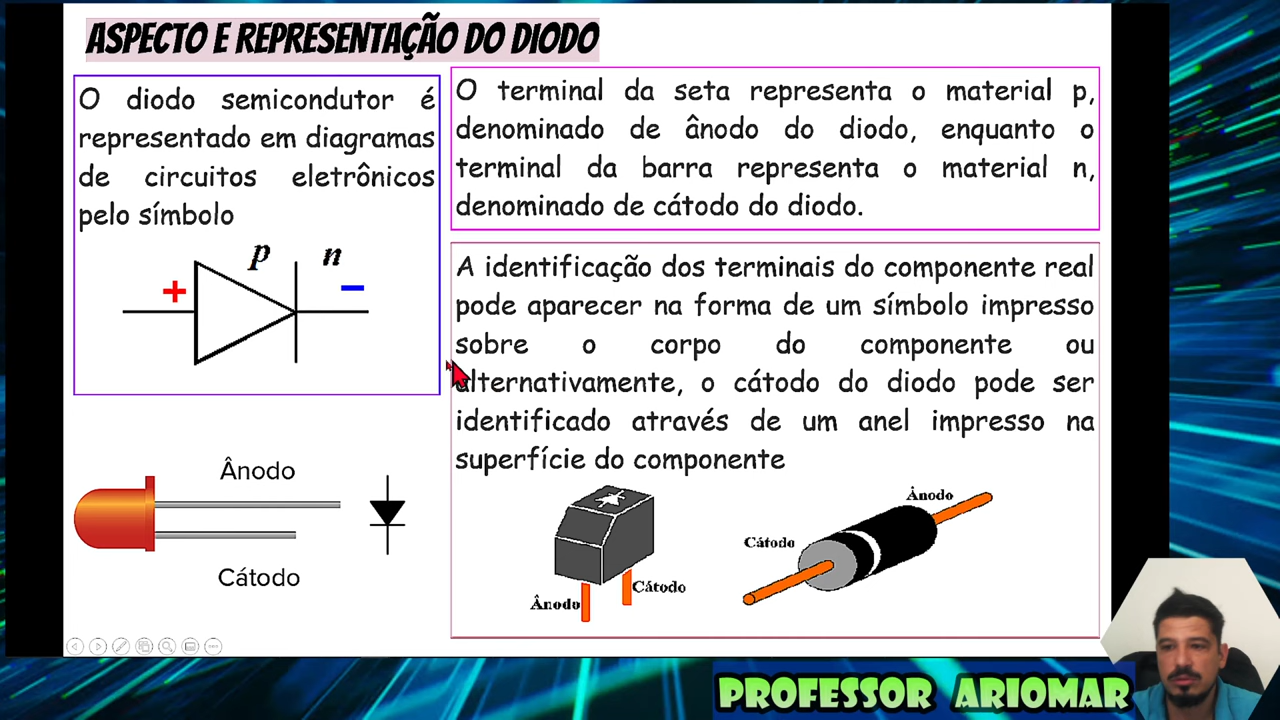 ASPECTO E REPRESENTAÇÃO DO DIODO
O diodo semicondutor é
representado em diagramas
de circuitos eletrônicos
pelo símbolo
p n
+ −
O terminal da seta representa o material p,
denominado de ânodo do diodo, enquanto o
terminal da barra representa o material n,
denominado de cátodo do diodo.
A identificação dos terminais do componente real
pode aparecer na forma de um símbolo impresso
sobre o corpo do componente ou
alternativamente, o cátodo do diodo pode ser
identificado através de um anel impresso na
superfície do componente
Ânodo
Cátodo
Ânodo
Cátodo
Cátodo
Ânodo
PROFESSOR ARIOMAR